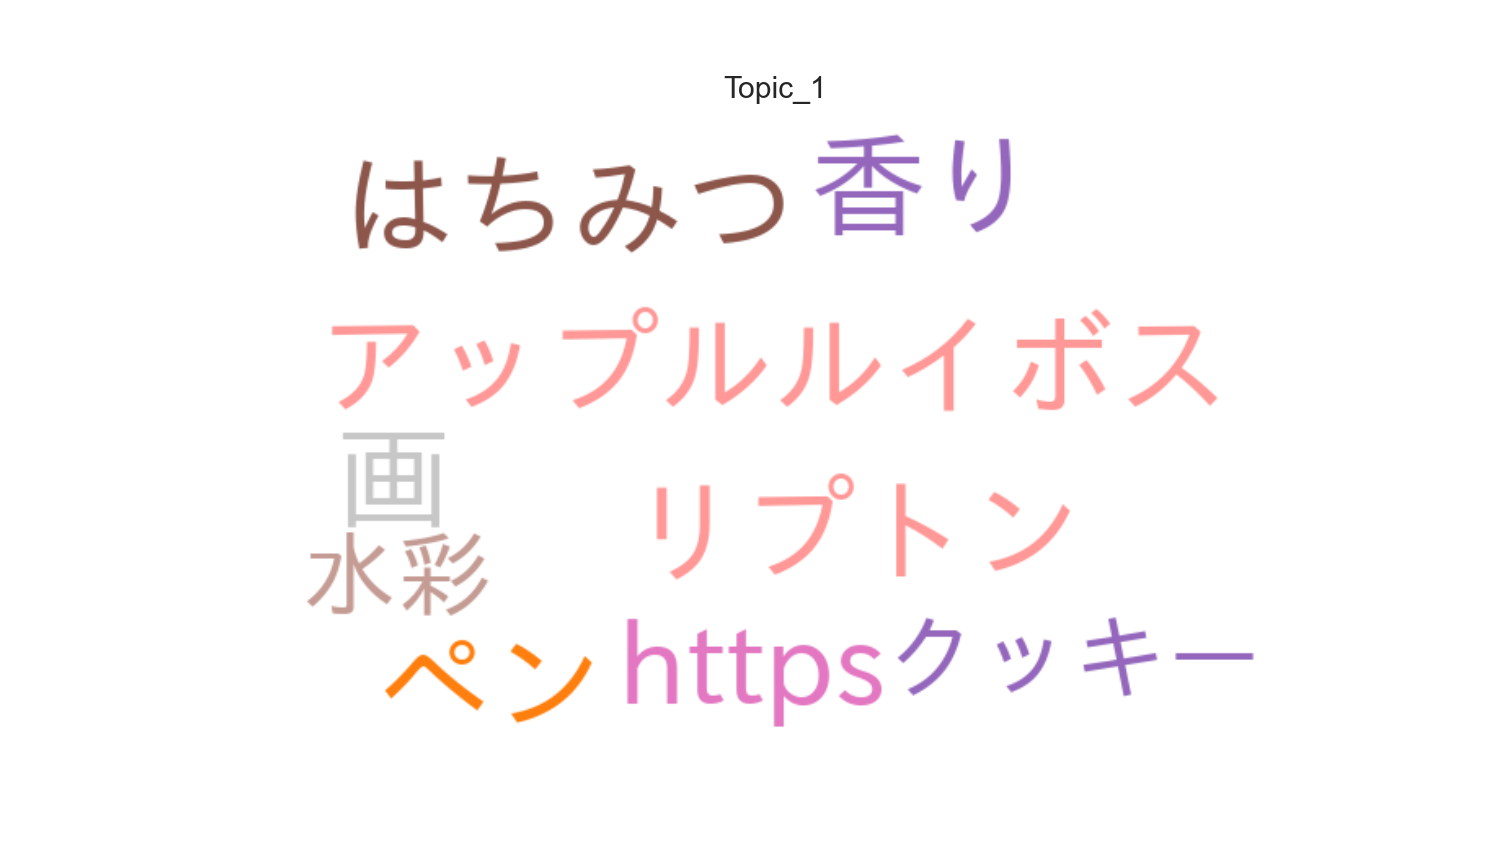 Topic_1
はちみつ 香り
アップルルイボス
画
リプトン
水彩
ペン https クッキー